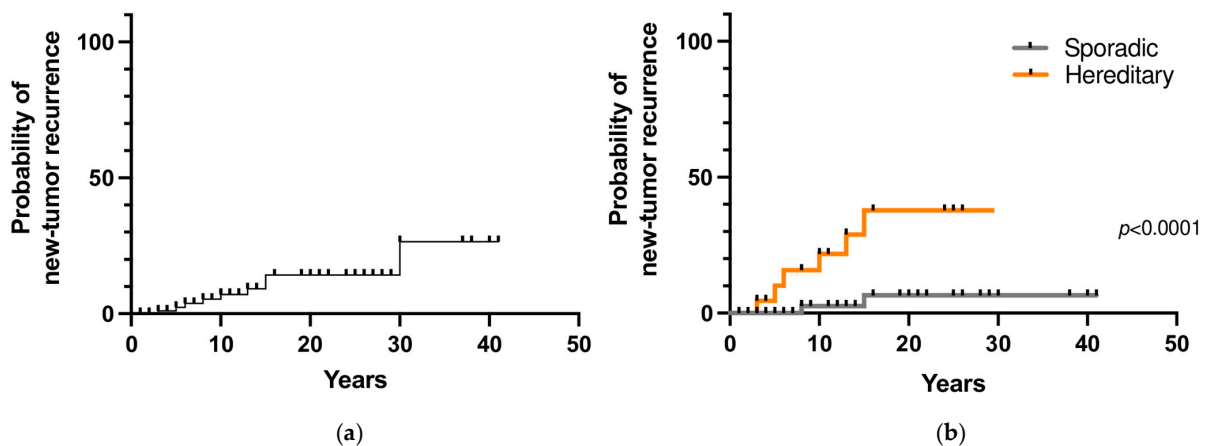 Probability of
new-tumor recurrence
100
50
0
0 10 20 30 40 50
Years
(a)
Probability of
new-tumor recurrence
100
50
0
0 10 20 30 40 50
Years
Sporadic
Hereditary
p<0.0001
(b)